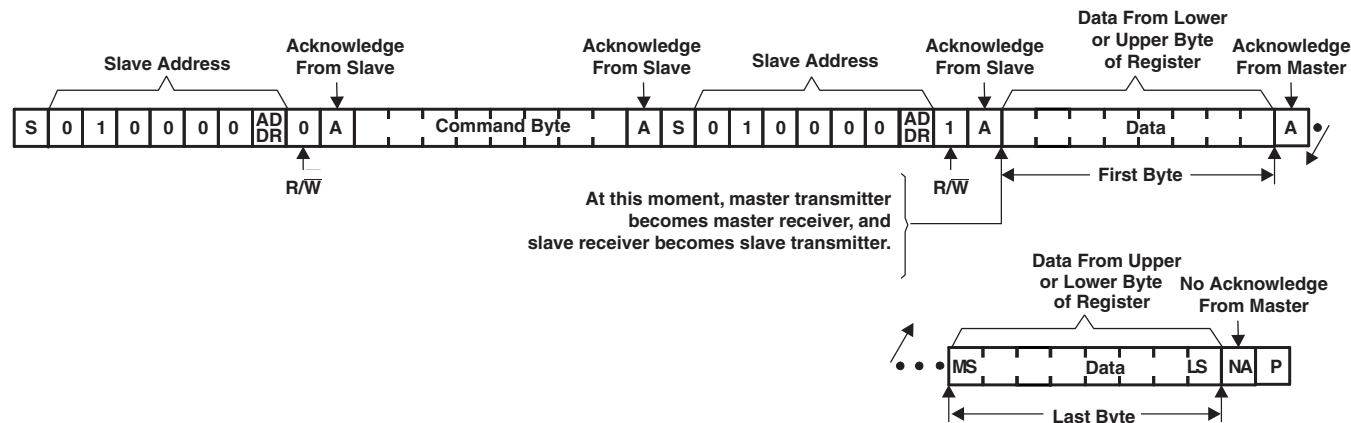 Slave Address
Acknowledge
From Slave
Acknowledge
From Slave
Slave Address
Acknowledge
From Slave
Data From Lower
or Upper Byte
of Register
Acknowledge
From Master
S 0 1 0 0 0 0 AD DR 0 A Command Byte A S 0 1 0 0 0 0 AD DR 1 A Data A
R/W̅
R/W̅
First Byte
At this moment, master transmitter
becomes master receiver, and
slave receiver becomes slave transmitter.
Data From Upper
or Lower Byte
of Register
No Acknowledge
From Master
MS Data LS NA P
Last Byte